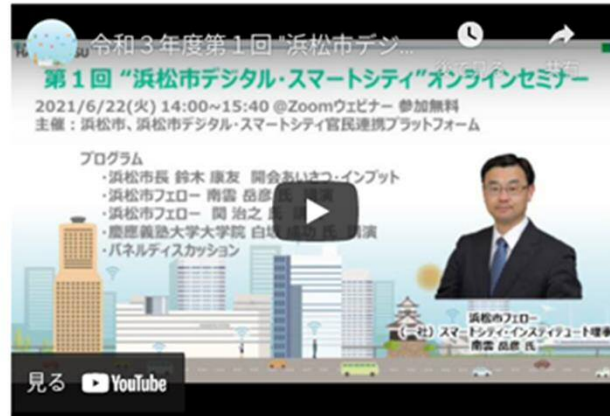 令和3年度第1回 "浜松市デジ...
後で見る 共有
第1回 “浜松市デジタル・スマートシティ”オンラインセミナー
2021/6/22(火) 14:00~15:40 @Zoomウェビナー 参加無料
主催：浜松市、浜松市デジタル・スマートシティ官民連携プラットフォーム
プログラム
・浜松市長 鈴木 康友 開会あいさつ・インプット
・浜松市フェロー 南雲 岳彦 氏 講演
・浜松市フェロー 関 治之 氏 講
・慶應義塾大学大学院 白坂 成功 氏 講演
・パネルディスカッション
浜松市フェロー
(一社) スマートシティ・インスティテュート理事
南雲 岳彦 氏
見る YouTube